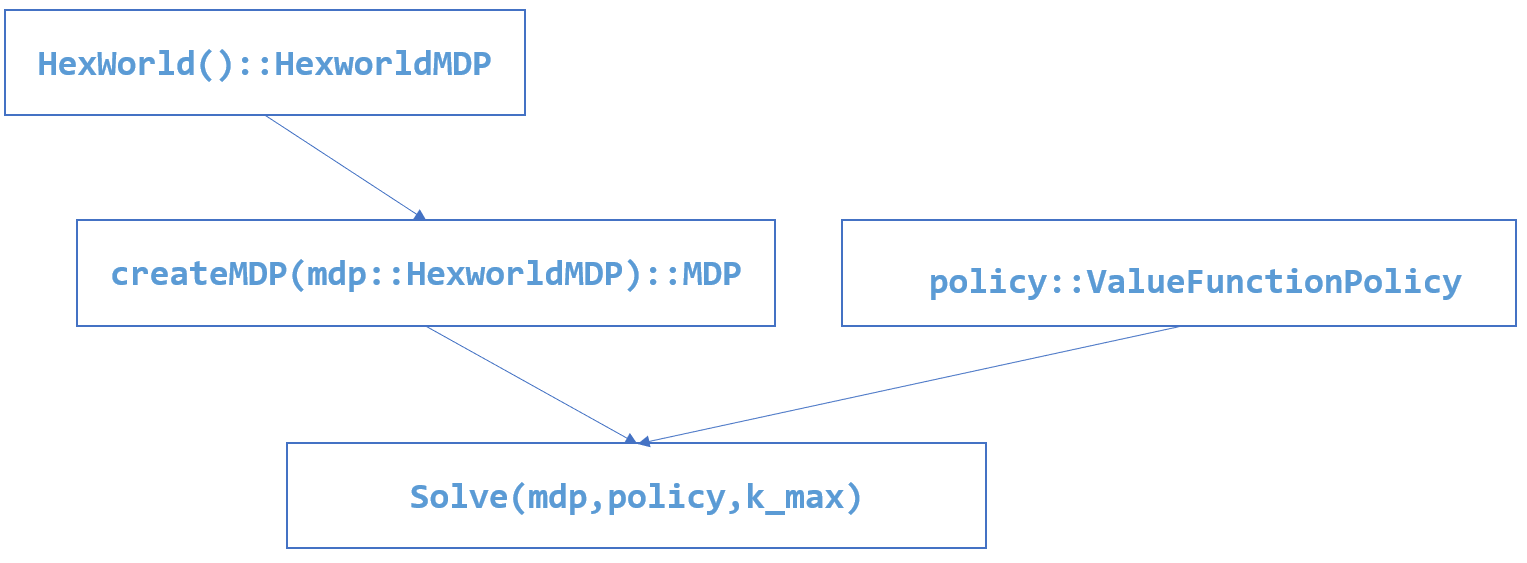 HexWorld()::HexworldMDP
createMDP(mdp::HexworldMDP)::MDP
policy::ValueFunctionPolicy
Solve(mdp,policy,k_max)